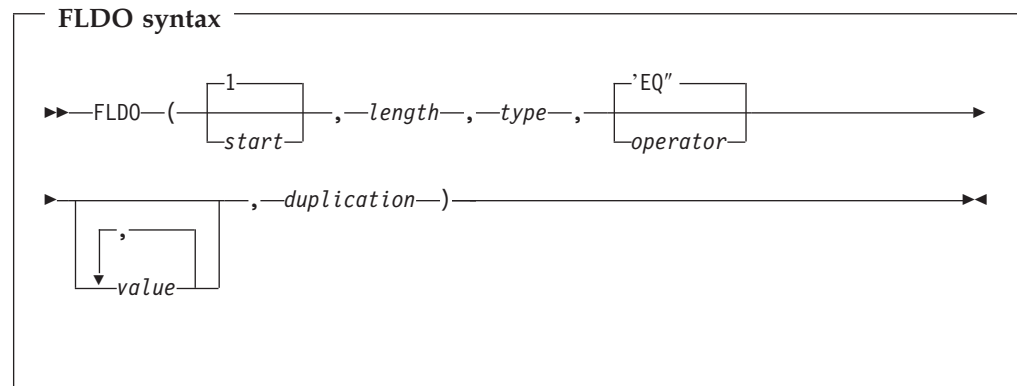 FLDO syntax
1 'EQ"
FLDO ( , length , type ,
start operator
, duplication )
,
value